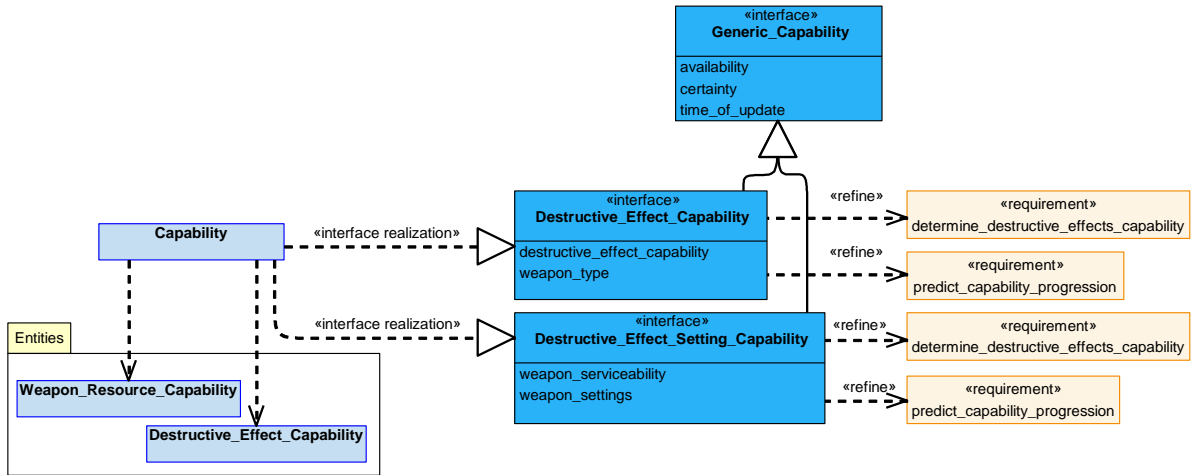 «interface»
Generic_Capability
availability
certainty
time_of_update
«interface»
Destructive_Effect_Capability
destructive_effect_capability
weapon_type
«refine»
«requirement»
determine_destructive_effects_capability
Capability
«interface realization»
«refine»
«requirement»
predict_capability_progression
«interface realization»
«interface»
Destructive_Effect_Setting_Capability
weapon_serviceability
weapon_settings
«refine»
«requirement»
determine_destructive_effects_capability
«refine»
«requirement»
predict_capability_progression
Entities
Weapon_Resource_Capability
Destructive_Effect_Capability